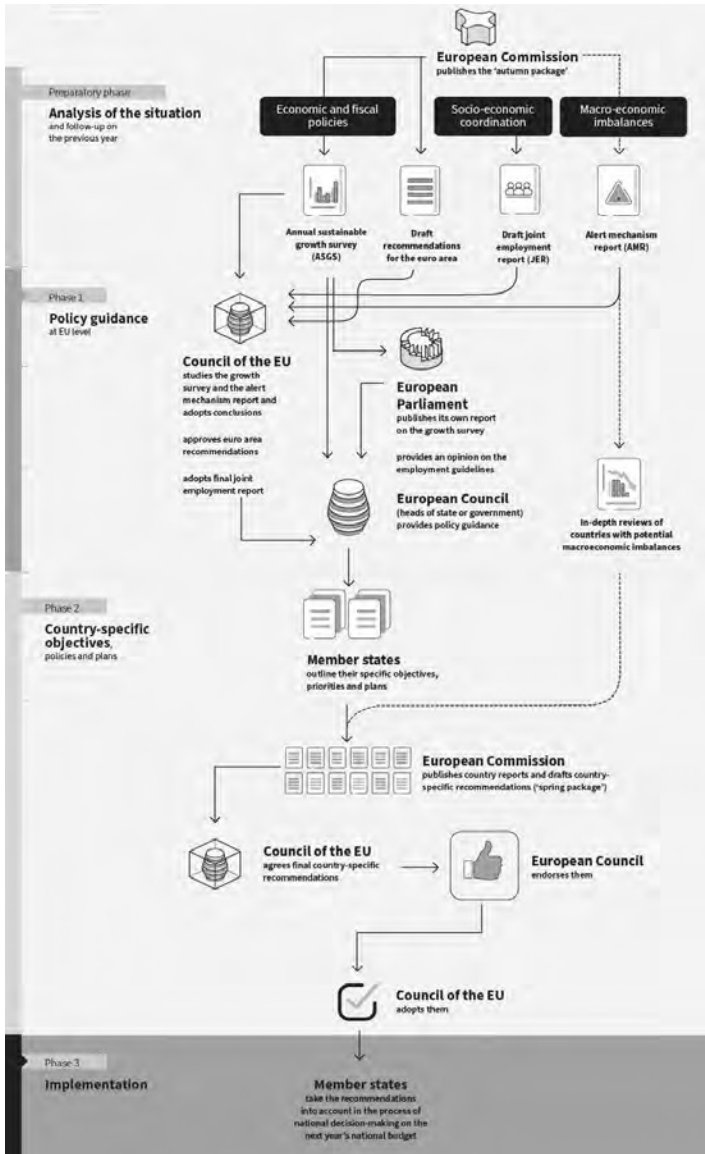 European Commission
publishes the ‘autumn package’
Preparatory phase
Analysis of the situation
and follow-up on
the previous year
Economic and fiscal
policies
Socio-economic
coordination
Macro-economic
imbalances
Annual sustainable
growth survey
(ASGS)
Draft
recommendations
for the euro area
Draft joint
employment
report (JER)
Alert mechanism
report (AMR)
Phase 1
Policy guidance
at EU level
Council of the EU
studies the growth
survey and the alert
mechanism report and
adopts conclusions
approves euro area
recommendations
adopts final joint
employment report
European
Parliament
publishes its own report
on the growth survey
provides an opinion on the
employment guidelines
European Council
(heads of state or government)
provides policy guidance
In-depth reviews of
countries with potential
macroeconomic imbalances
Phase 2
Country-specific
objectives,
policies and plans
Member states
outline their specific objectives,
priorities and plans
European Commission
publishes country reports and drafts country-
specific recommendations (‘spring package’)
Council of the EU
agrees final country-specific
recommendations
European Council
endorses them
Council of the EU
adopts them
Phase 3
Implementation
Member states
take the recommendations
into account in the process of
national decision-making on the
next year’s national budget